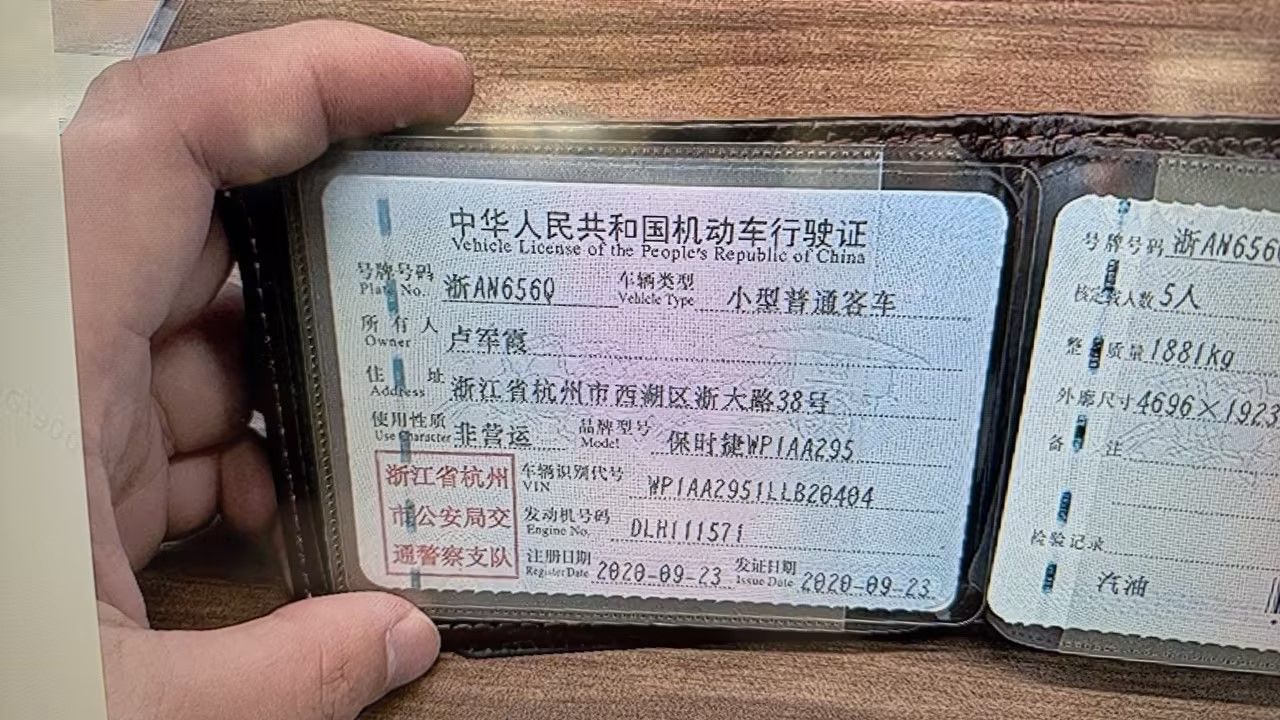 中华人民共和国机动车行驶证
Vehicle License of the People's Republic of China
号牌号码 浙AN656Q 车辆类型 小型普通客车
Plate No. Vehicle Type
所有人 卢军霞
Owner
住址 浙江省杭州市西湖区浙大路38号
Address
使用性质 非营运 品牌型号 保时捷WP1AA295
Use Character Model
浙江省杭州
市公安局交
通警察支队
车辆识别代号 WP1AA2951LLB20404
VIN
发动机号码 DLH111571
Engine No.
注册日期 2020-09-23 发证日期 2020-09-23
Register Date Issue Date
号牌号码 浙AN656
核定载人数 5人
整 质量 1881kg
外廓尺寸 4696×1923
备 注
检验记录
汽油